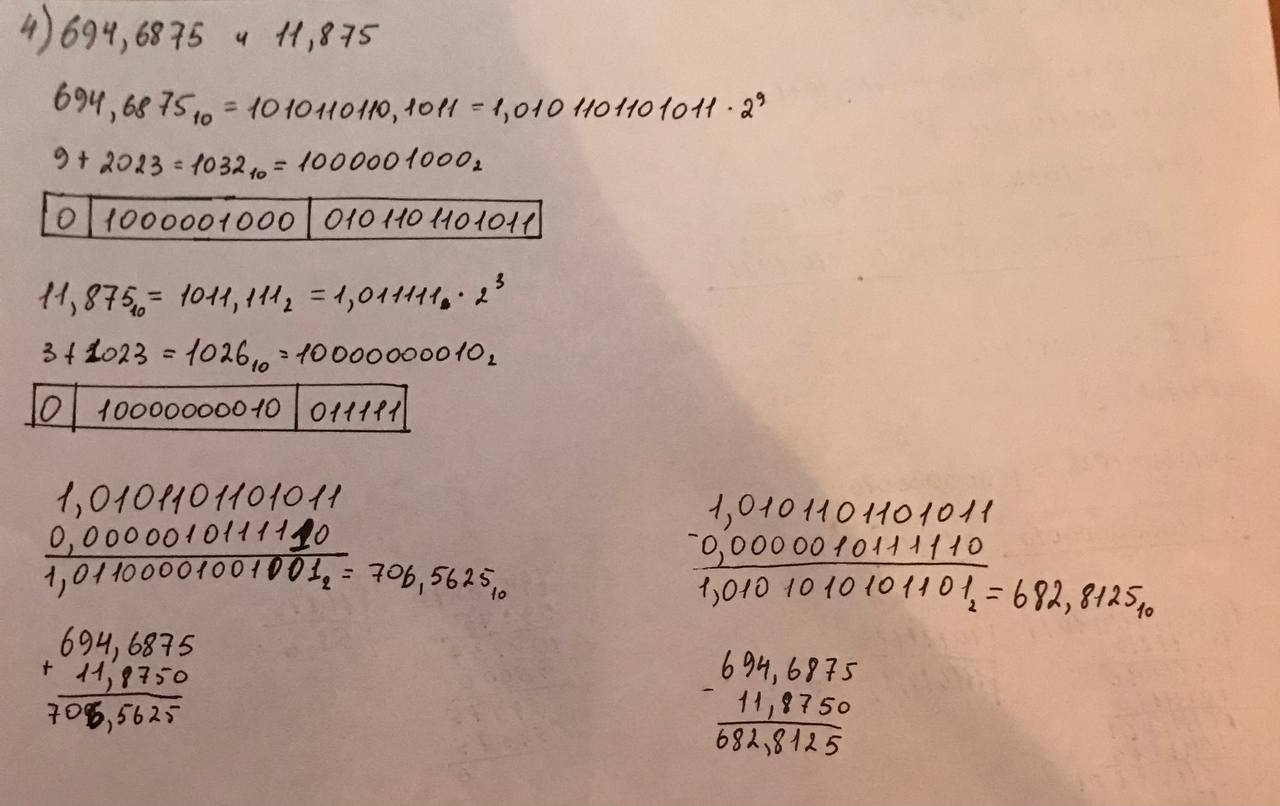 4) 694,6875 и 11,875
694,6875₁₀ = 1010110110,1011 = 1,0101101101011 · 2⁹
9 + 2023 = 1032₁₀ = 1000001000₂
0 1000001000 0101101101011
11,875₁₀ = 1011,111₂ = 1,011111 · 2³
3 + 1023 = 1026₁₀ = 10000000010₂
0 10000000010 011111
1,0101101101011
0,0000010111110
1,01100001001001₂ = 706,5625₁₀
694,6875
+ 11,8750
706,5625
1,0101101101011
- 0,0000010111110
1,0101010101101₂ = 682,8125₁₀
694,6875
- 11,8750
682,8125